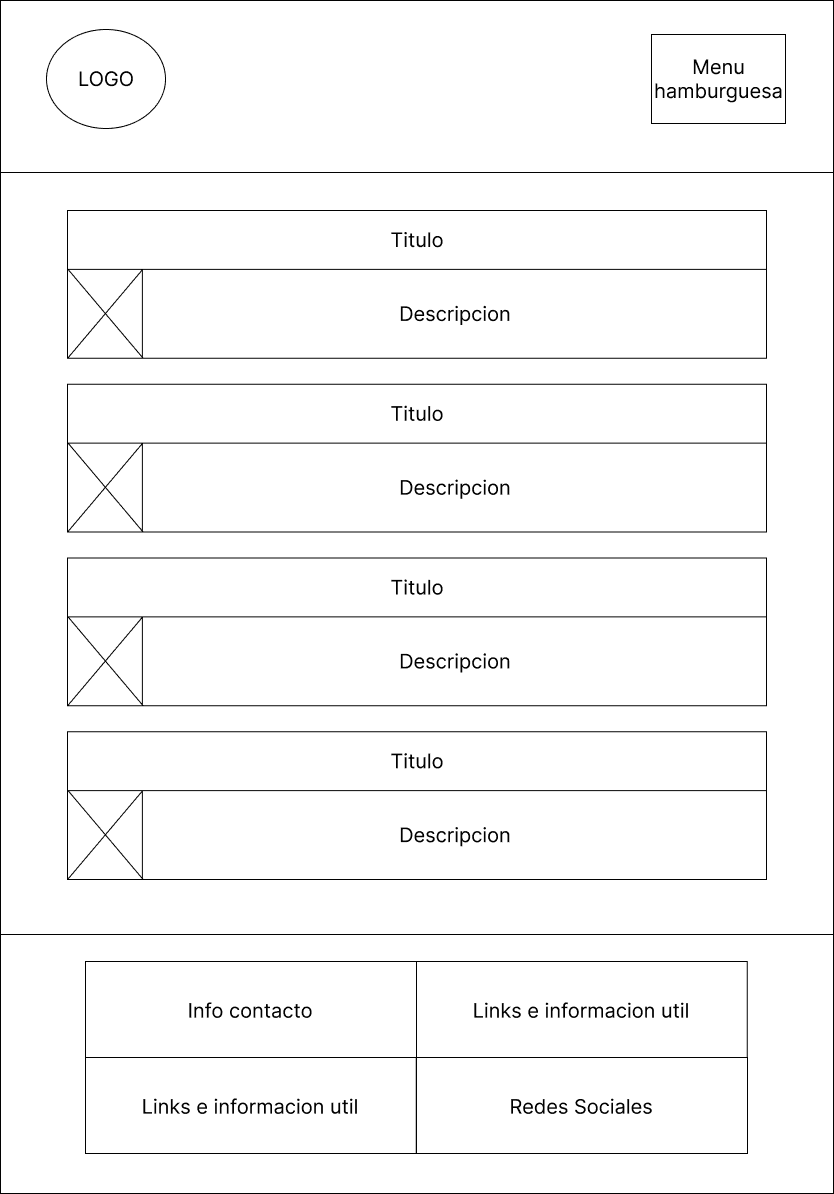 LOGO
Menu
hamburguesa
Titulo
Descripcion
Titulo
Descripcion
Titulo
Descripcion
Titulo
Descripcion
Info contacto
Links e informacion util
Links e informacion util
Redes Sociales